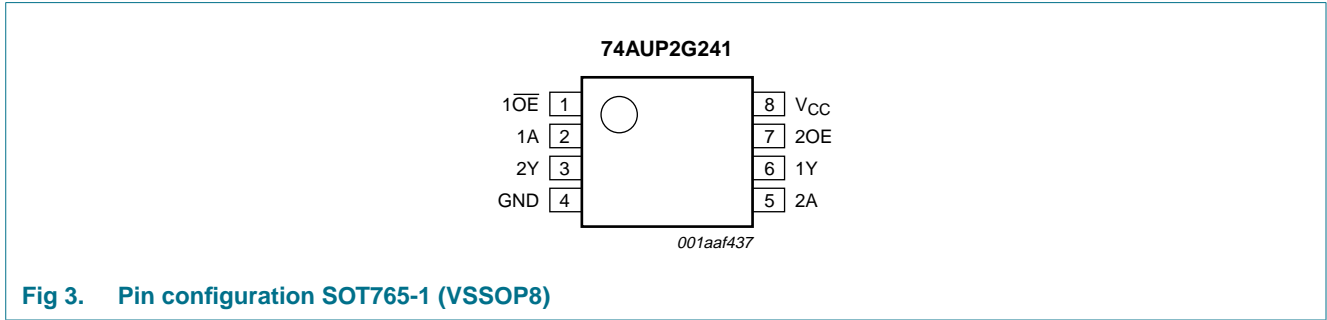 74AUP2G241
1O̅E̅ 1 8 VCC
1A 2 7 2OE
2Y 3 6 1Y
GND 4 5 2A
001aaf437
Fig 3. Pin configuration SOT765-1 (VSSOP8)